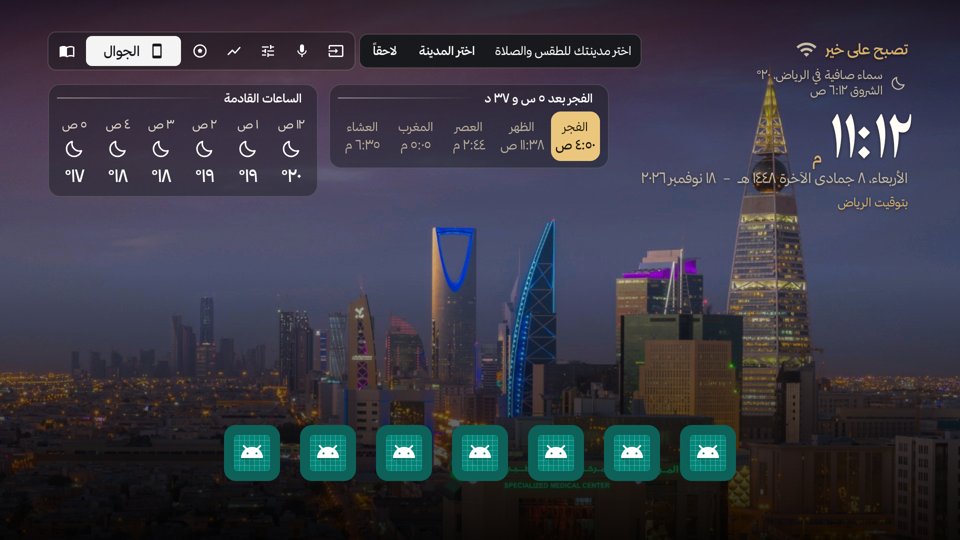 تصبح على خير
سماء صافية في الرياض، ٢٠°
الشروق ٦:١٢ ص
١١:١٢ م
الأربعاء، ٨ جمادى الآخرة ١٤٤٨ هـ – ١٨ نوفمبر ٢٠٢٦
بتوقيت الرياض
اختر مدينتك للطقس والصلاة اختر المدينة لاحقاً
الجوال
الفجر بعد ٥ س و ٣٧ د
الفجر الظهر العصر المغرب العشاء
٤:٥٠ ص ١١:٣٨ ص ٢:٤٤ م ٥:٠٥ م ٦:٣٥ م
الساعات القادمة
١٢ ص ١ ص ٢ ص ٣ ص ٤ ص ٥ ص
٢٠° ١٩° ١٩° ١٨° ١٨° ١٧°
SPECIALIZED MEDICAL CENTER